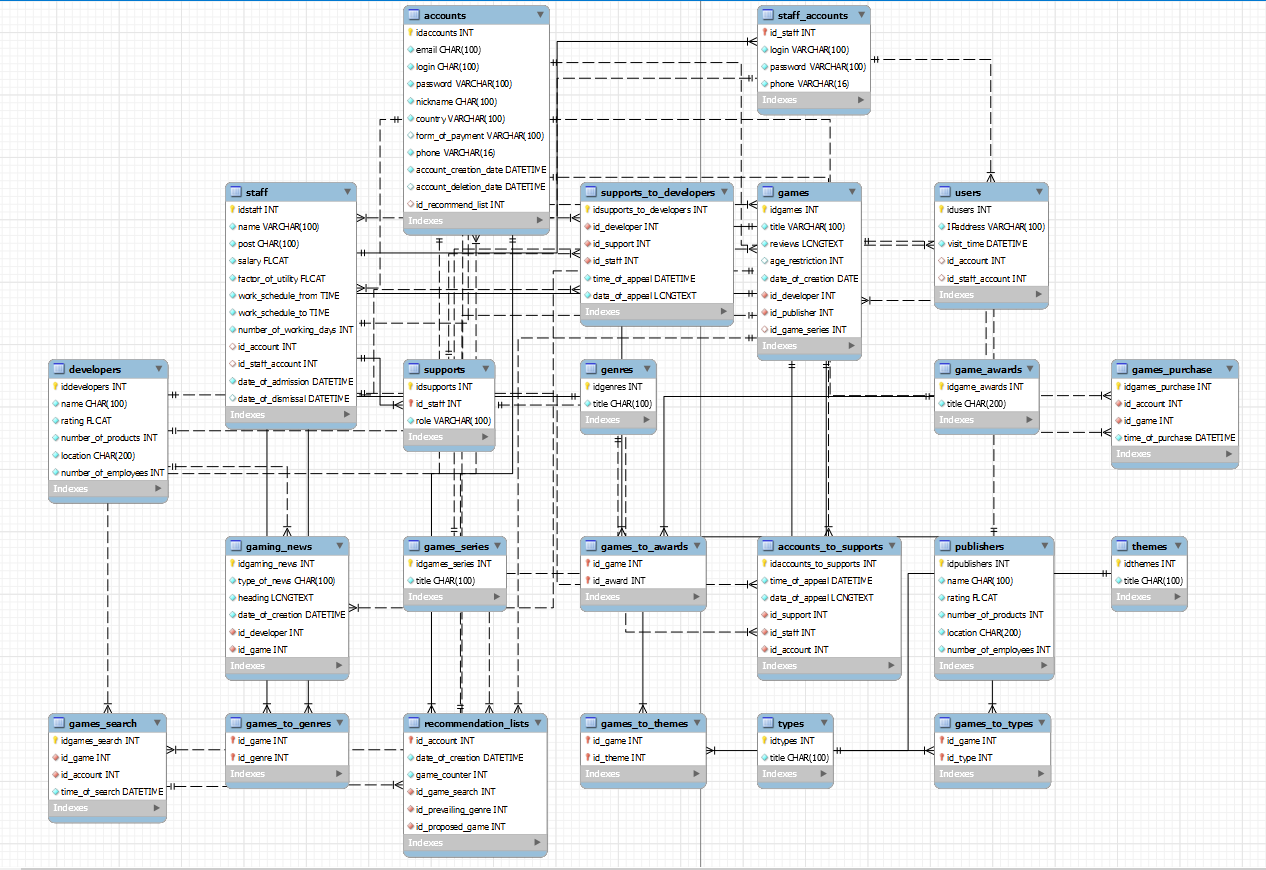 accounts
idaccounts INT
email CHAR(100)
login CHAR(100)
password VARCHAR(100)
nickname CHAR(100)
country VARCHAR(100)
form_of_payment VARCHAR(100)
phone VARCHAR(16)
account_creation_date DATETIME
account_deletion_date DATETIME
id_recommend_list INT
Indexes
staff_accounts
id_staff INT
login VARCHAR(100)
password VARCHAR(100)
phone VARCHAR(16)
Indexes
staff
idstaff INT
name VARCHAR(100)
post CHAR(100)
salary FLOAT
factor_of_utility FLOAT
work_schedule_from TIME
work_schedule_to TIME
number_of_working_days INT
id_account INT
id_staff_account INT
date_of_admission DATETIME
date_of_dismissal DATETIME
Indexes
supports_to_developers
idsupports_to_developers INT
id_developer INT
id_support INT
id_staff INT
time_of_appeal DATETIME
data_of_appeal LONGTEXT
Indexes
games
idgames INT
title VARCHAR(100)
reviews LONGTEXT
age_restriction INT
date_of_creation DATE
id_developer INT
id_publisher INT
id_game_series INT
Indexes
users
idusers INT
IPaddress VARCHAR(100)
visit_time DATETIME
id_account INT
id_staff_account INT
Indexes
developers
iddevelopers INT
name CHAR(100)
rating FLOAT
number_of_products INT
location CHAR(200)
number_of_employees INT
Indexes
supports
idsupports INT
id_staff INT
role VARCHAR(100)
Indexes
genres
idgenres INT
title CHAR(100)
Indexes
game_awards
idgame_awards INT
title CHAR(200)
Indexes
games_purchase
idgames_purchase INT
id_account INT
id_game INT
time_of_purchase DATETIME
Indexes
gaming_news
idgaming_news INT
type_of_news CHAR(100)
heading LONGTEXT
date_of_creation DATETIME
id_developer INT
id_game INT
Indexes
games_series
idgames_series INT
title CHAR(100)
Indexes
games_to_awards
id_game INT
id_award INT
Indexes
accounts_to_supports
idaccounts_to_supports INT
time_of_appeal DATETIME
data_of_appeal LONGTEXT
id_support INT
id_staff INT
id_account INT
Indexes
publishers
idpublishers INT
name CHAR(100)
rating FLOAT
number_of_products INT
location CHAR(200)
number_of_employees INT
Indexes
themes
idthemes INT
title CHAR(100)
Indexes
games_search
idgames_search INT
id_game INT
id_account INT
time_of_search DATETIME
Indexes
games_to_genres
id_game INT
id_genre INT
Indexes
recommendation_lists
id_account INT
date_of_creation DATETIME
game_counter INT
id_game_search INT
id_prevailing_genre INT
id_proposed_game INT
Indexes
games_to_themes
id_game INT
id_theme INT
Indexes
types
idtypes INT
title CHAR(100)
Indexes
games_to_types
id_game INT
id_type INT
Indexes